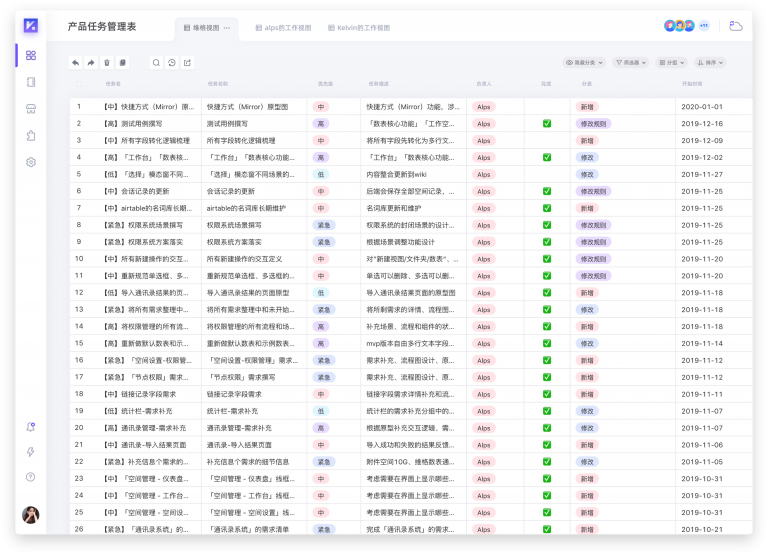 产品任务管理表 维格视图 alps的工作视图 Kelvin的工作视图 +11
隐藏分类 筛选器 分组 排序
任务名 任务名称 优先级 任务描述 负责人 完成 分类 开始时间
1 【中】快捷方式（Mirror）原... 快捷方式（Mirror）原型图 中 快捷方式（Mirror）功能，涉... Alps 新增 2020-01-01
2 【高】测试用例撰写 测试用例撰写 高 「数表核心功能」「工作空... Alps ✅ 修改规则 2019-12-16
3 【中】所有字段转化逻辑梳理 所有字段转化逻辑梳理 中 将所有字段先转化为多行文... Alps 新增 2019-12-09
4 【高】「工作台」「数表核... 「工作台」「数表核心功能... 高 「工作台」「数表核心功能... Alps ✅ 修改 2019-12-02
5 【低】「选择」模态窗不同... 「选择」模态窗不同场景的... 低 内容整合更新到wiki Alps 修改 2019-11-27
6 【中】会话记录的更新 会话记录的更新 中 后端会保存全部空间记录，... Alps ✅ 修改规则 2019-11-25
7 【中】airtable的名词库长期... airtable的名词库长期维护 中 名词库更新和维护 Alps ✅ 新增 2019-11-25
8 【紧急】权限系统场景撰写 权限系统场景撰写 紧急 权限系统的封闭场景的设计... Alps ✅ 修改规则 2019-11-25
9 【紧急】权限系统方案落实 权限系统方案落实 紧急 根据场景调整功能设计 Alps ✅ 修改规则 2019-11-25
10 【中】所有新建操作的交互... 所有新建操作的交互定义 中 对"新建视图/文件夹/数表"、... Alps ✅ 修改规则 2019-11-20
11 【中】重新规范单选框、多... 重新规范单选框、多选框的... 中 单选可以删除、多选可以删... Alps ✅ 修改规则 2019-11-20
12 【低】导入通讯录结果的页... 导入通讯录结果的页面原型 低 导入通讯录结果页面的原型图 Alps ✅ 新增 2019-11-18
13 【紧急】将所有需求整理中... 将所有需求整理中和未开始... 紧急 将所剩需求的详情、流程图... Alps ✅ 修改 2019-11-18
14 【高】将权限管理的所有流... 将权限管理的所有流程和场... 高 补充场景、流程和组件的状... Alps ✅ 修改 2019-11-18
15 【高】重新做默认数表和示... 重新做默认数表和示例数表... 高 mvp版本自由多行文本字段... Alps ✅ 修改 2019-11-14
16 【紧急】「空间设置-权限管... 「空间设置-权限管理」需求... 紧急 需求补充、流程图设计、原... Alps ✅ 新增 2019-11-12
17 【紧急】「节点权限」需求... 「节点权限」需求撰写 紧急 需求补充、流程图设计、原... Alps ✅ 新增 2019-11-12
18 【中】链接记录字段需求 链接记录字段需求 中 链接字段需求详情补充和流... Alps ✅ 新增 2019-11-11
19 【低】统计栏-需求补充 统计栏-需求补充 低 统计栏的需求补充分组中的... Alps ✅ 修改 2019-11-07
20 【高】通讯录管理-需求补充 通讯录管理-需求补充 高 根据原型补充交互逻辑，需... Alps ✅ 修改 2019-11-07
21 【中】通讯录-导入结果页面 通讯录-导入结果页面 中 导入成功和失败的结果反馈... Alps ✅ 新增 2019-11-06
22 【紧急】补充信息个需求的... 补充信息个需求的细节信息 紧急 附件空间10G、维格数表通... Alps ✅ 修改 2019-11-05
23 【中】「空间管理 - 仪表盘... 「空间管理 - 仪表盘」线框... 中 考虑需要在界面上显示哪些... Alps ✅ 新增 2019-10-31
24 【中】「空间管理 - 工作台... 「空间管理 - 工作台」线框... 中 考虑需要在界面上显示哪些... Alps ✅ 新增 2019-10-31
25 【中】「空间管理 - 空间设... 「空间管理 - 空间设置」线... 中 考虑需要在界面上显示哪些... Alps ✅ 新增 2019-10-31
26 【紧急】「通讯录系统」的... 「通讯录系统」的需求清单 紧急 完成「通讯录系统」的需求... Alps ✅ 新增 2019-10-21